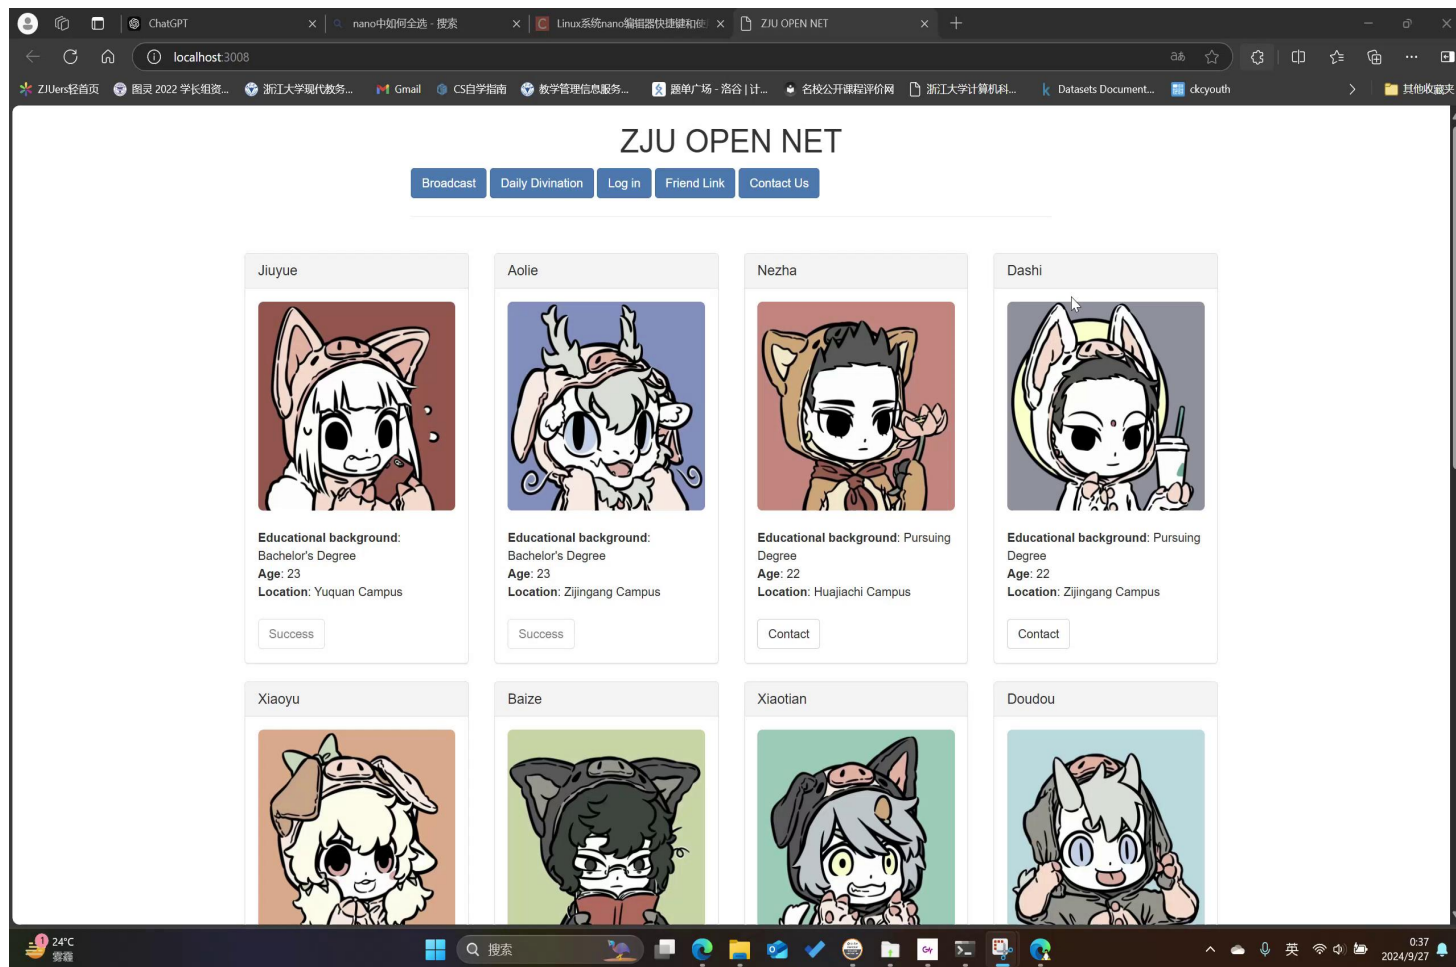 ChatGPT
nano中如何全选 - 搜索
Linux系统nano编辑器快捷键和使
ZJU OPEN NET
localhost:3008
ZJUers轻首页
图灵 2022 学长组资...
浙江大学现代教务...
Gmail
CS自学指南
教学管理信息服务...
题单广场 - 洛谷 | 计...
名校公开课程评价网
浙江大学计算机科...
Datasets Document...
ckcyouth
其他收藏夹
ZJU OPEN NET
Broadcast
Daily Divination
Log in
Friend Link
Contact Us
Jiuyue
Educational background:
Bachelor's Degree
Age: 23
Location: Yuquan Campus
Success
Aolie
Educational background:
Bachelor's Degree
Age: 23
Location: Zijingang Campus
Success
Nezha
Educational background: Pursuing
Degree
Age: 22
Location: Huajiachi Campus
Contact
Dashi
Educational background: Pursuing
Degree
Age: 22
Location: Zijingang Campus
Contact
Xiaoyu
Baize
Xiaotian
Doudou
1
24°C
雾霾
搜索
英
0:37
2024/9/27